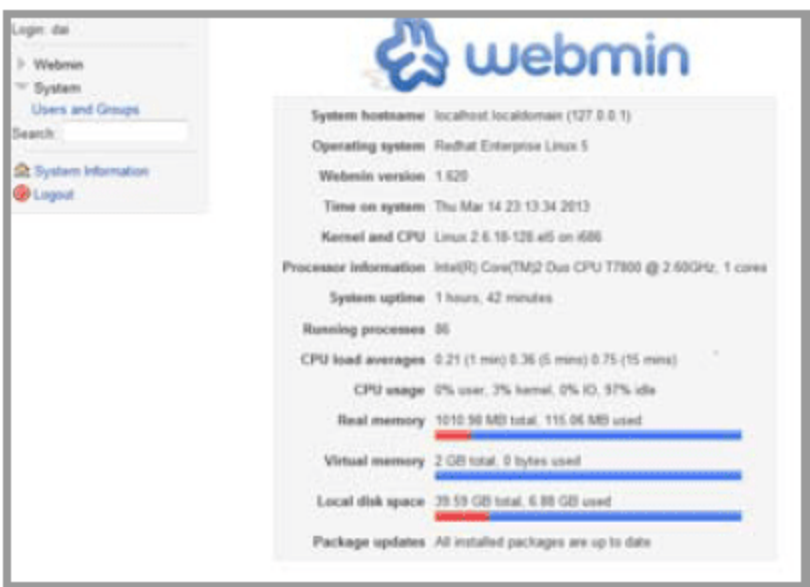 Login: dai
Webmin
System
Users and Groups
Search:
System Information
Logout
webmin
System hostname localhost.localdomain (127.0.0.1)
Operating system Redhat Enterprise Linux 5
Webmin version 1.620
Time on system Thu Mar 14 23:13:34 2013
Kernel and CPU Linux 2.6.18-128.el5 on i686
Processor information Intel(R) Core(TM)2 Duo CPU T7800 @ 2.60GHz, 1 cores
System uptime 1 hours, 42 minutes
Running processes 86
CPU load averages 0.21 (1 min) 0.36 (5 mins) 0.75 (15 mins)
CPU usage 0% user, 3% kernel, 0% IO, 97% idle
Real memory 1010.98 MB total, 115.06 MB used
Virtual memory 2 GB total, 0 bytes used
Local disk space 39.59 GB total, 6.88 GB used
Package updates All installed packages are up to date